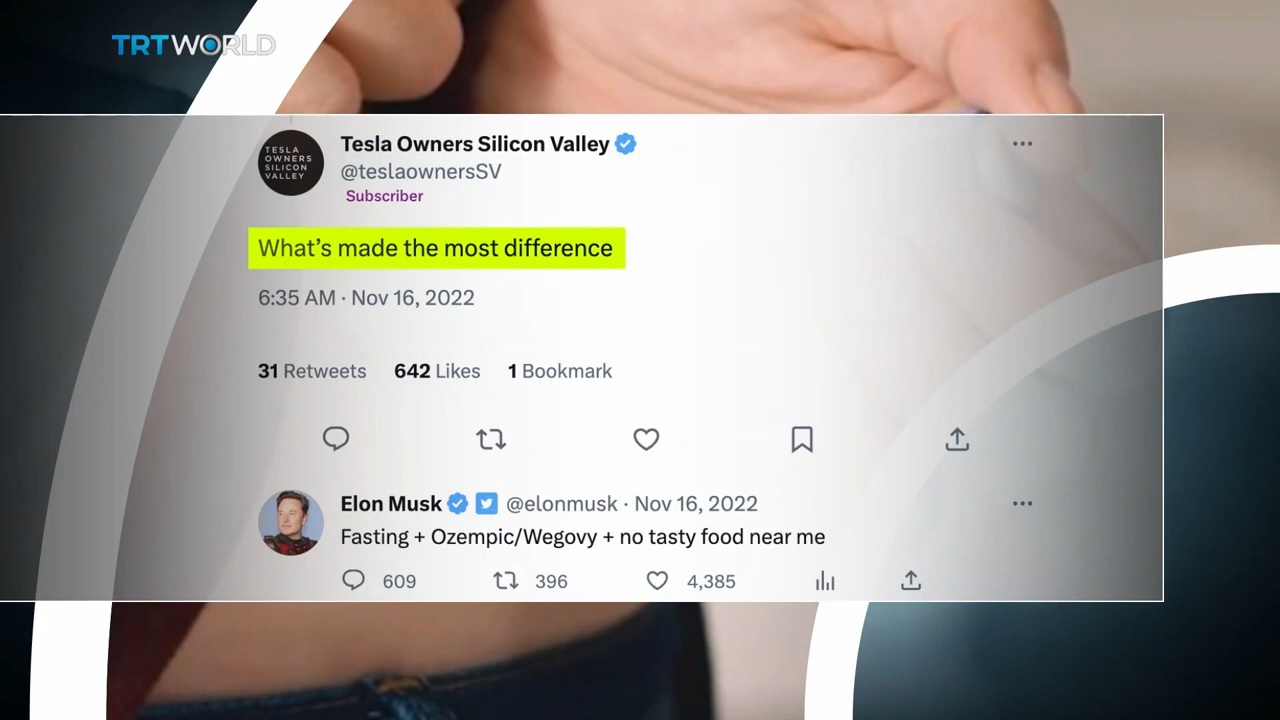 TRT WORLD
TESLA
OWNERS
SILICON
VALLEY
Tesla Owners Silicon Valley
@teslaownersSV
Subscriber
What's made the most difference
6:35 AM · Nov 16, 2022
31 Retweets 642 Likes 1 Bookmark
Elon Musk @elonmusk · Nov 16, 2022
Fasting + Ozempic/Wegovy + no tasty food near me
609 396 4,385